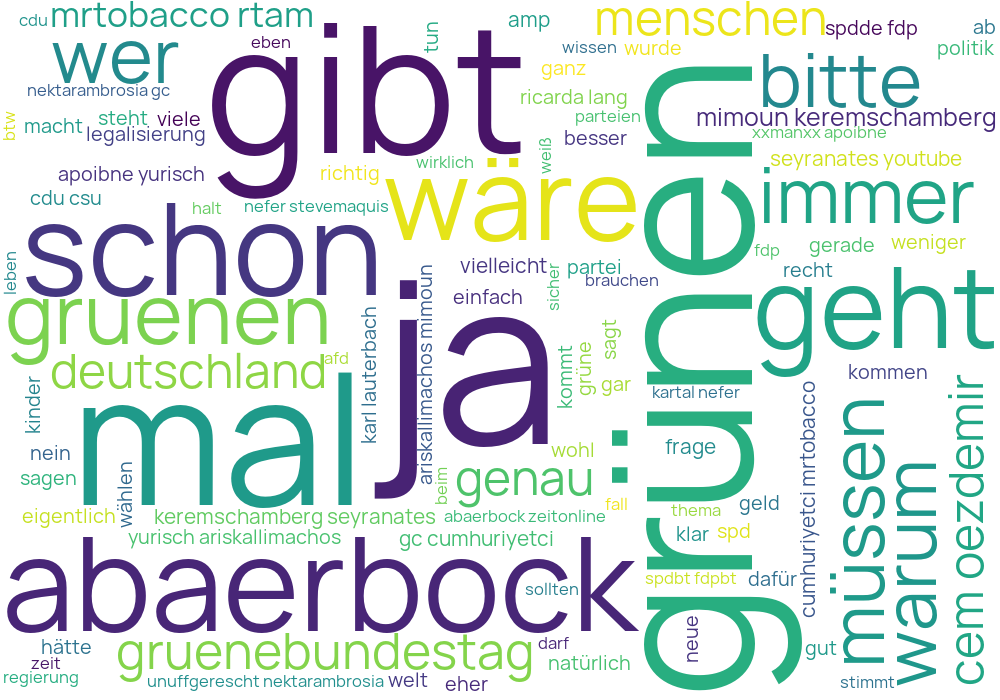 cdu
mrtobacco rtam
amp
menschen
spdde fdp
ab
wer
eben
tun
wissen
wurde
politik
gibt
ganz
bitte
nektarambrosia gc
ricarda lang
btw
macht
steht
viele
parteien
mimoun keremschamberg
legalisierung
besser
xxmanxx apoibne
wirklich
weiß
seyranates youtube
apoibne yurisch
richtig
wäre
immer
cdu csu
halt
nefer stevemaquis
grünen
schon
fdp
gerade
weniger
leben
vielleicht
partei
recht
brauchen
sicher
geht
gruenen
einfach
ja
deutschland
afd
karl lauterbach
ariskallimachos mimoun
kommt
grüne
sagt
gar
kommen
kinder
mal
kartal nefer
cumhuriyetci mrtobacco
müssen
warum
cem oezdemir
nein
frage
wohl
sagen
wählen
genau
beim
geld
eigentlich
keremschamberg seyranates
abaerbock zeitonline
fall
thema
yurisch ariskallimachos
gc cumhuriyetci
klar
spd
abaerbock
sollten
spdbt fdpbt
dafür
hätte
gruenebundestag
darf
neue
gut
zeit
natürlich
regierung
unuffgerescht nektarambrosia
welt
eher
stimmt